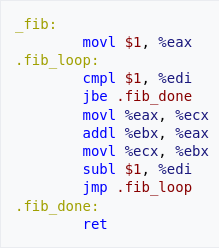 _fib:
        movl $1, %eax
.fib_loop:
        cmpl $1, %edi
        jbe .fib_done
        movl %eax, %ecx
        addl %ebx, %eax
        movl %ecx, %ebx
        subl $1, %edi
        jmp .fib_loop
.fib_done:
        ret